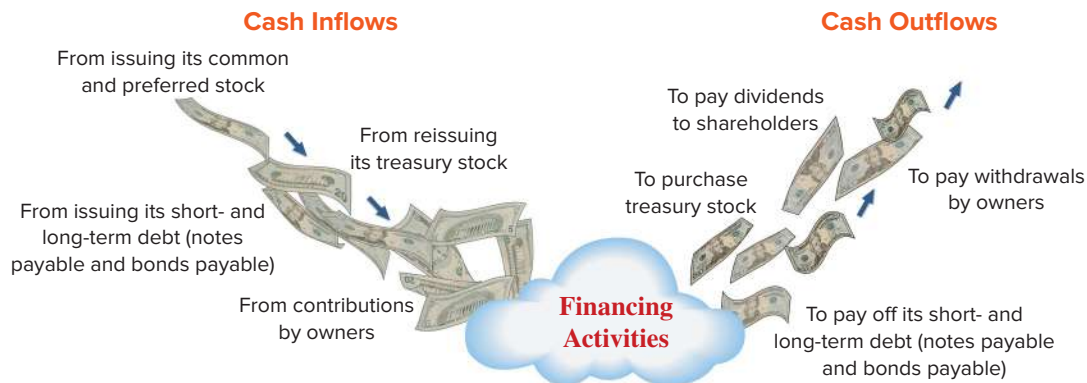 Cash Inflows
From issuing its common
and preferred stock
From reissuing
its treasury stock
From issuing its short- and
long-term debt (notes
payable and bonds payable)
From contributions
by owners
Financing
Activities
Cash Outflows
To pay dividends
to shareholders
To purchase
treasury stock
To pay withdrawals
by owners
To pay off its short- and
long-term debt (notes payable
and bonds payable)